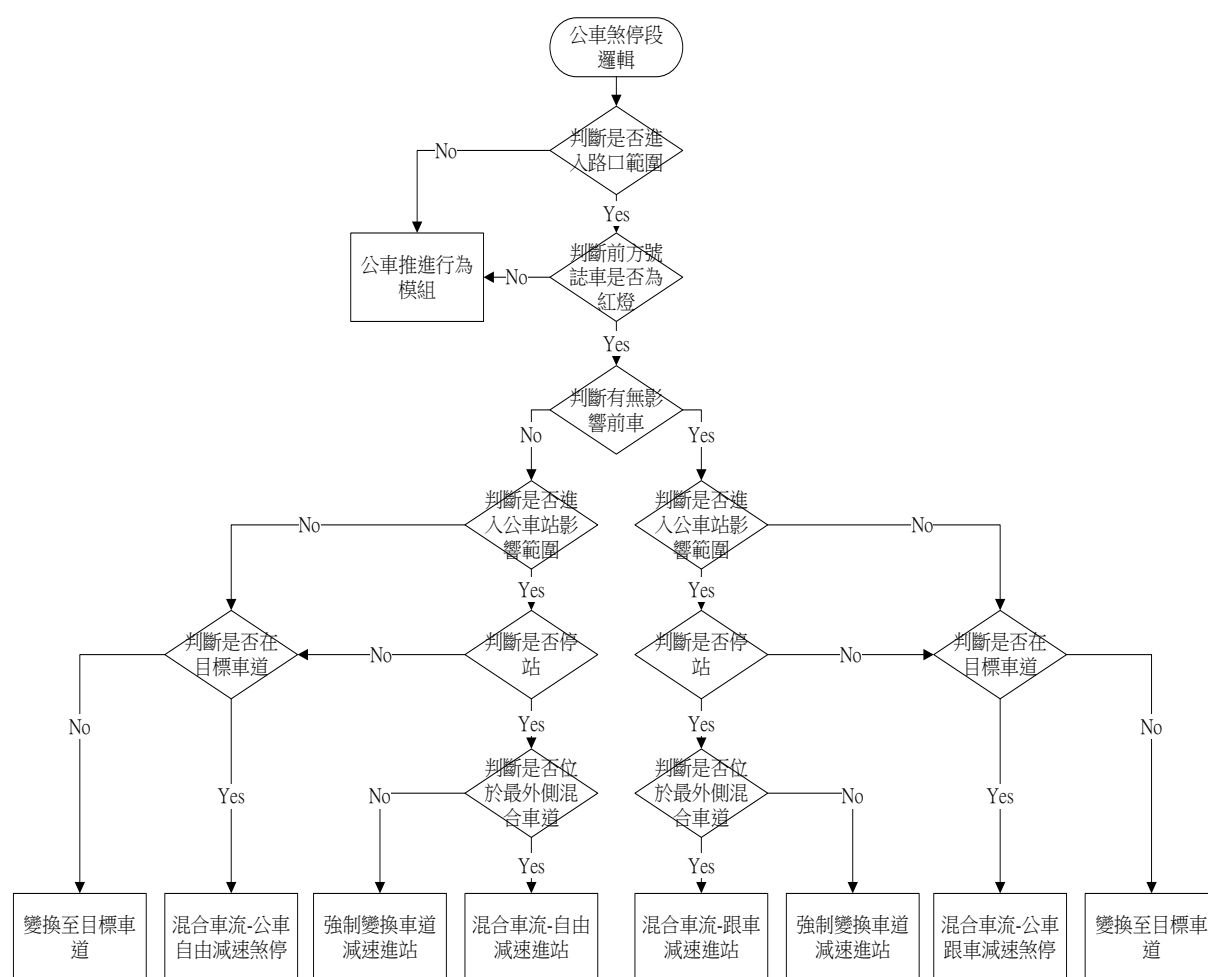 公車煞停段
邏輯
判斷是否進
入路口範圍
No
Yes
公車推進行為
模組
判斷前方號
誌車是否為
紅燈
No
Yes
判斷有無影
響前車
No
Yes
判斷是否進
入公車站影
響範圍
判斷是否進
入公車站影
響範圍
No
No
Yes
Yes
判斷是否在
目標車道
判斷是否停
站
判斷是否停
站
判斷是否在
目標車道
No
No
No
Yes
Yes
No
判斷是否位
於最外側混
合車道
判斷是否位
於最外側混
合車道
Yes
No
No
Yes
Yes
Yes
變換至目標車
道
混合車流-公車
自由減速煞停
強制變換車道
減速進站
混合車流-自由
減速進站
混合車流-跟車
減速進站
強制變換車道
減速進站
混合車流-公車
跟車減速煞停
變換至目標車
道